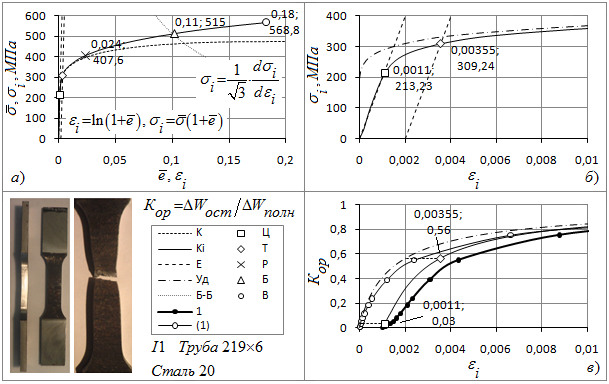 σ̄, σᵢ, МПа
600
500
400
300
200
100
0
0,024; 407,6
0,11; 515
0,18; 568,8
σᵢ = 1/√3 · dσᵢ/dεᵢ
εᵢ=ln(1+ē), σᵢ=σ̄(1+ē)
0 0,05 0,1 0,15 0,2
а) ē, εᵢ
σᵢ, МПа
400
300
200
100
0
0,00355; 309,24
0,0011; 213,23
0 0,002 0,004 0,006 0,008 0,01
εᵢ б)
Kор=ΔWост/ΔWполн
К Ц
Кi Т
Е Р
Уд Б
Б-Б В
1
(1)
I1 Труба 219×6
Сталь 20
Kор
0,8
0,6
0,4
0,2
0
0,00355; 0,56
0,0011; 0,03
0 0,002 0,004 0,006 0,008 0,01
εᵢ в)